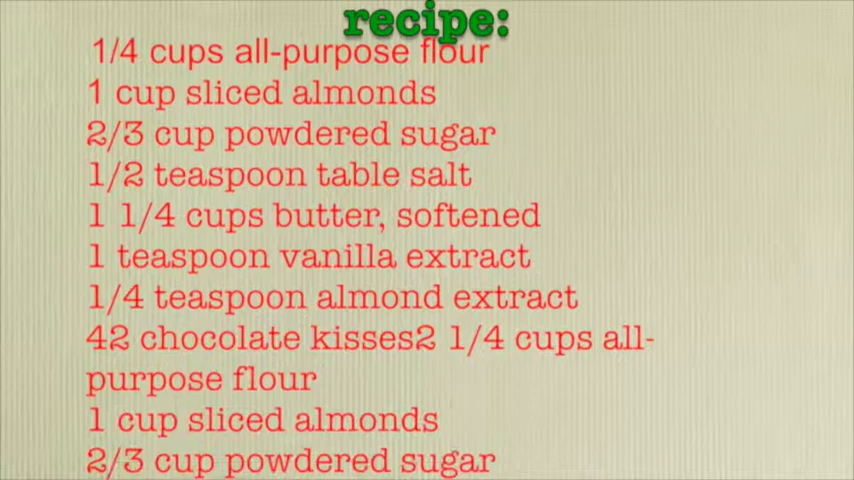 recipe:
1/4 cups all-purpose flour
1 cup sliced almonds
2/3 cup powdered sugar
1/2 teaspoon table salt
1 1/4 cups butter, softened
1 teaspoon vanilla extract
1/4 teaspoon almond extract
42 chocolate kisses2 1/4 cups all-
purpose flour
1 cup sliced almonds
2/3 cup powdered sugar